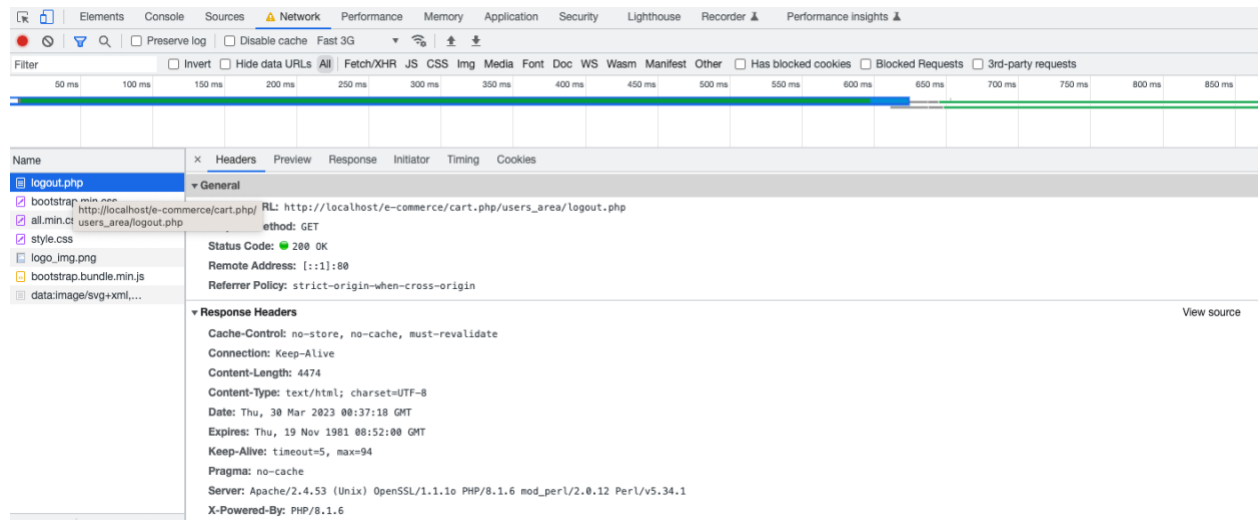 Elements Console Sources Network Performance Memory Application Security Lighthouse Recorder Performance insights
Preserve log Disable cache Fast 3G
Filter Invert Hide data URLs All Fetch/XHR JS CSS Img Media Font Doc WS Wasm Manifest Other Has blocked cookies Blocked Requests 3rd-party requests
50 ms 100 ms 150 ms 200 ms 250 ms 300 ms 350 ms 400 ms 450 ms 500 ms 550 ms 600 ms 650 ms 700 ms 750 ms 800 ms 850 ms
Name × Headers Preview Response Initiator Timing Cookies
logout.php
bootstrap.min.css
all.min.cs
style.css
logo_img.png
bootstrap.bundle.min.js
data:image/svg+xml,...
http://localhost/e-commerce/cart.php/
users_area/logout.php
General
RL: http://localhost/e-commerce/cart.php/users_area/logout.php
ethod: GET
Status Code: 200 OK
Remote Address: [::1]:80
Referrer Policy: strict-origin-when-cross-origin
Response Headers View source
Cache-Control: no-store, no-cache, must-revalidate
Connection: Keep-Alive
Content-Length: 4474
Content-Type: text/html; charset=UTF-8
Date: Thu, 30 Mar 2023 00:37:18 GMT
Expires: Thu, 19 Nov 1981 08:52:00 GMT
Keep-Alive: timeout=5, max=94
Pragma: no-cache
Server: Apache/2.4.53 (Unix) OpenSSL/1.1.1o PHP/8.1.6 mod_perl/2.0.12 Perl/v5.34.1
X-Powered-By: PHP/8.1.6